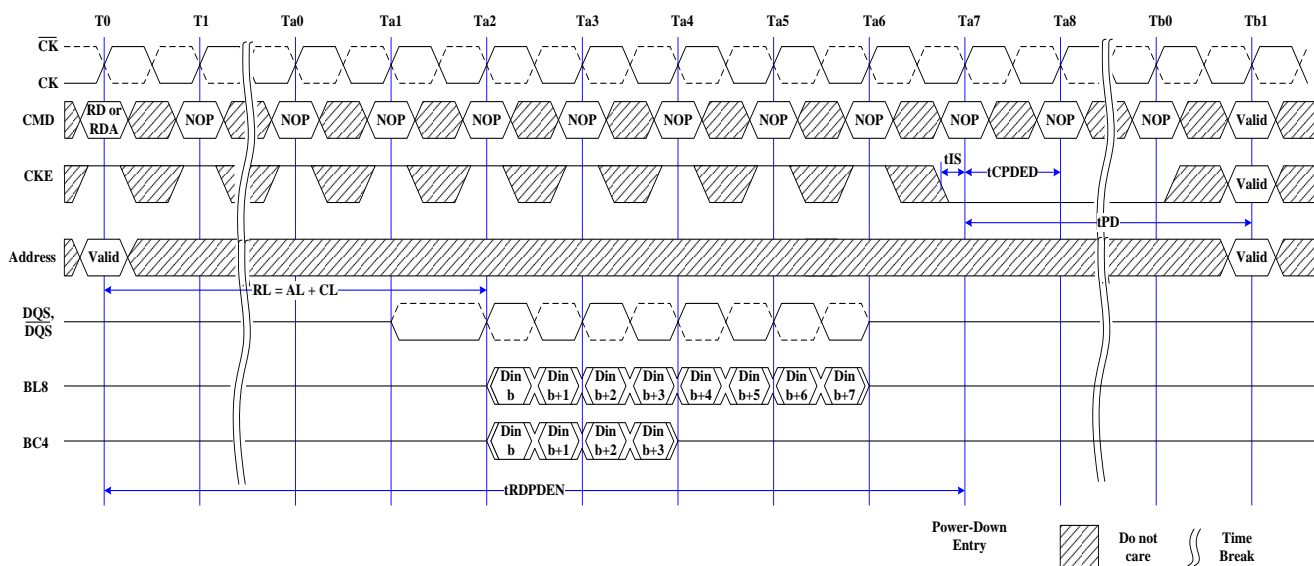 T0 T1 Ta0 Ta1 Ta2 Ta3 Ta4 Ta5 Ta6 Ta7 Ta8 Tb0 Tb1
CK
CK
CMD RD or RDA NOP NOP NOP NOP NOP NOP NOP NOP NOP NOP NOP Valid
tIS
CKE tCPDED Valid
tPD
Address Valid Valid
RL = AL + CL
DQS,
DQS
BL8 Din b Din b+1 Din b+2 Din b+3 Din b+4 Din b+5 Din b+6 Din b+7
BC4 Din b Din b+1 Din b+2 Din b+3
tRDPDEN
Power-Down
Entry
Do not
care
Time
Break